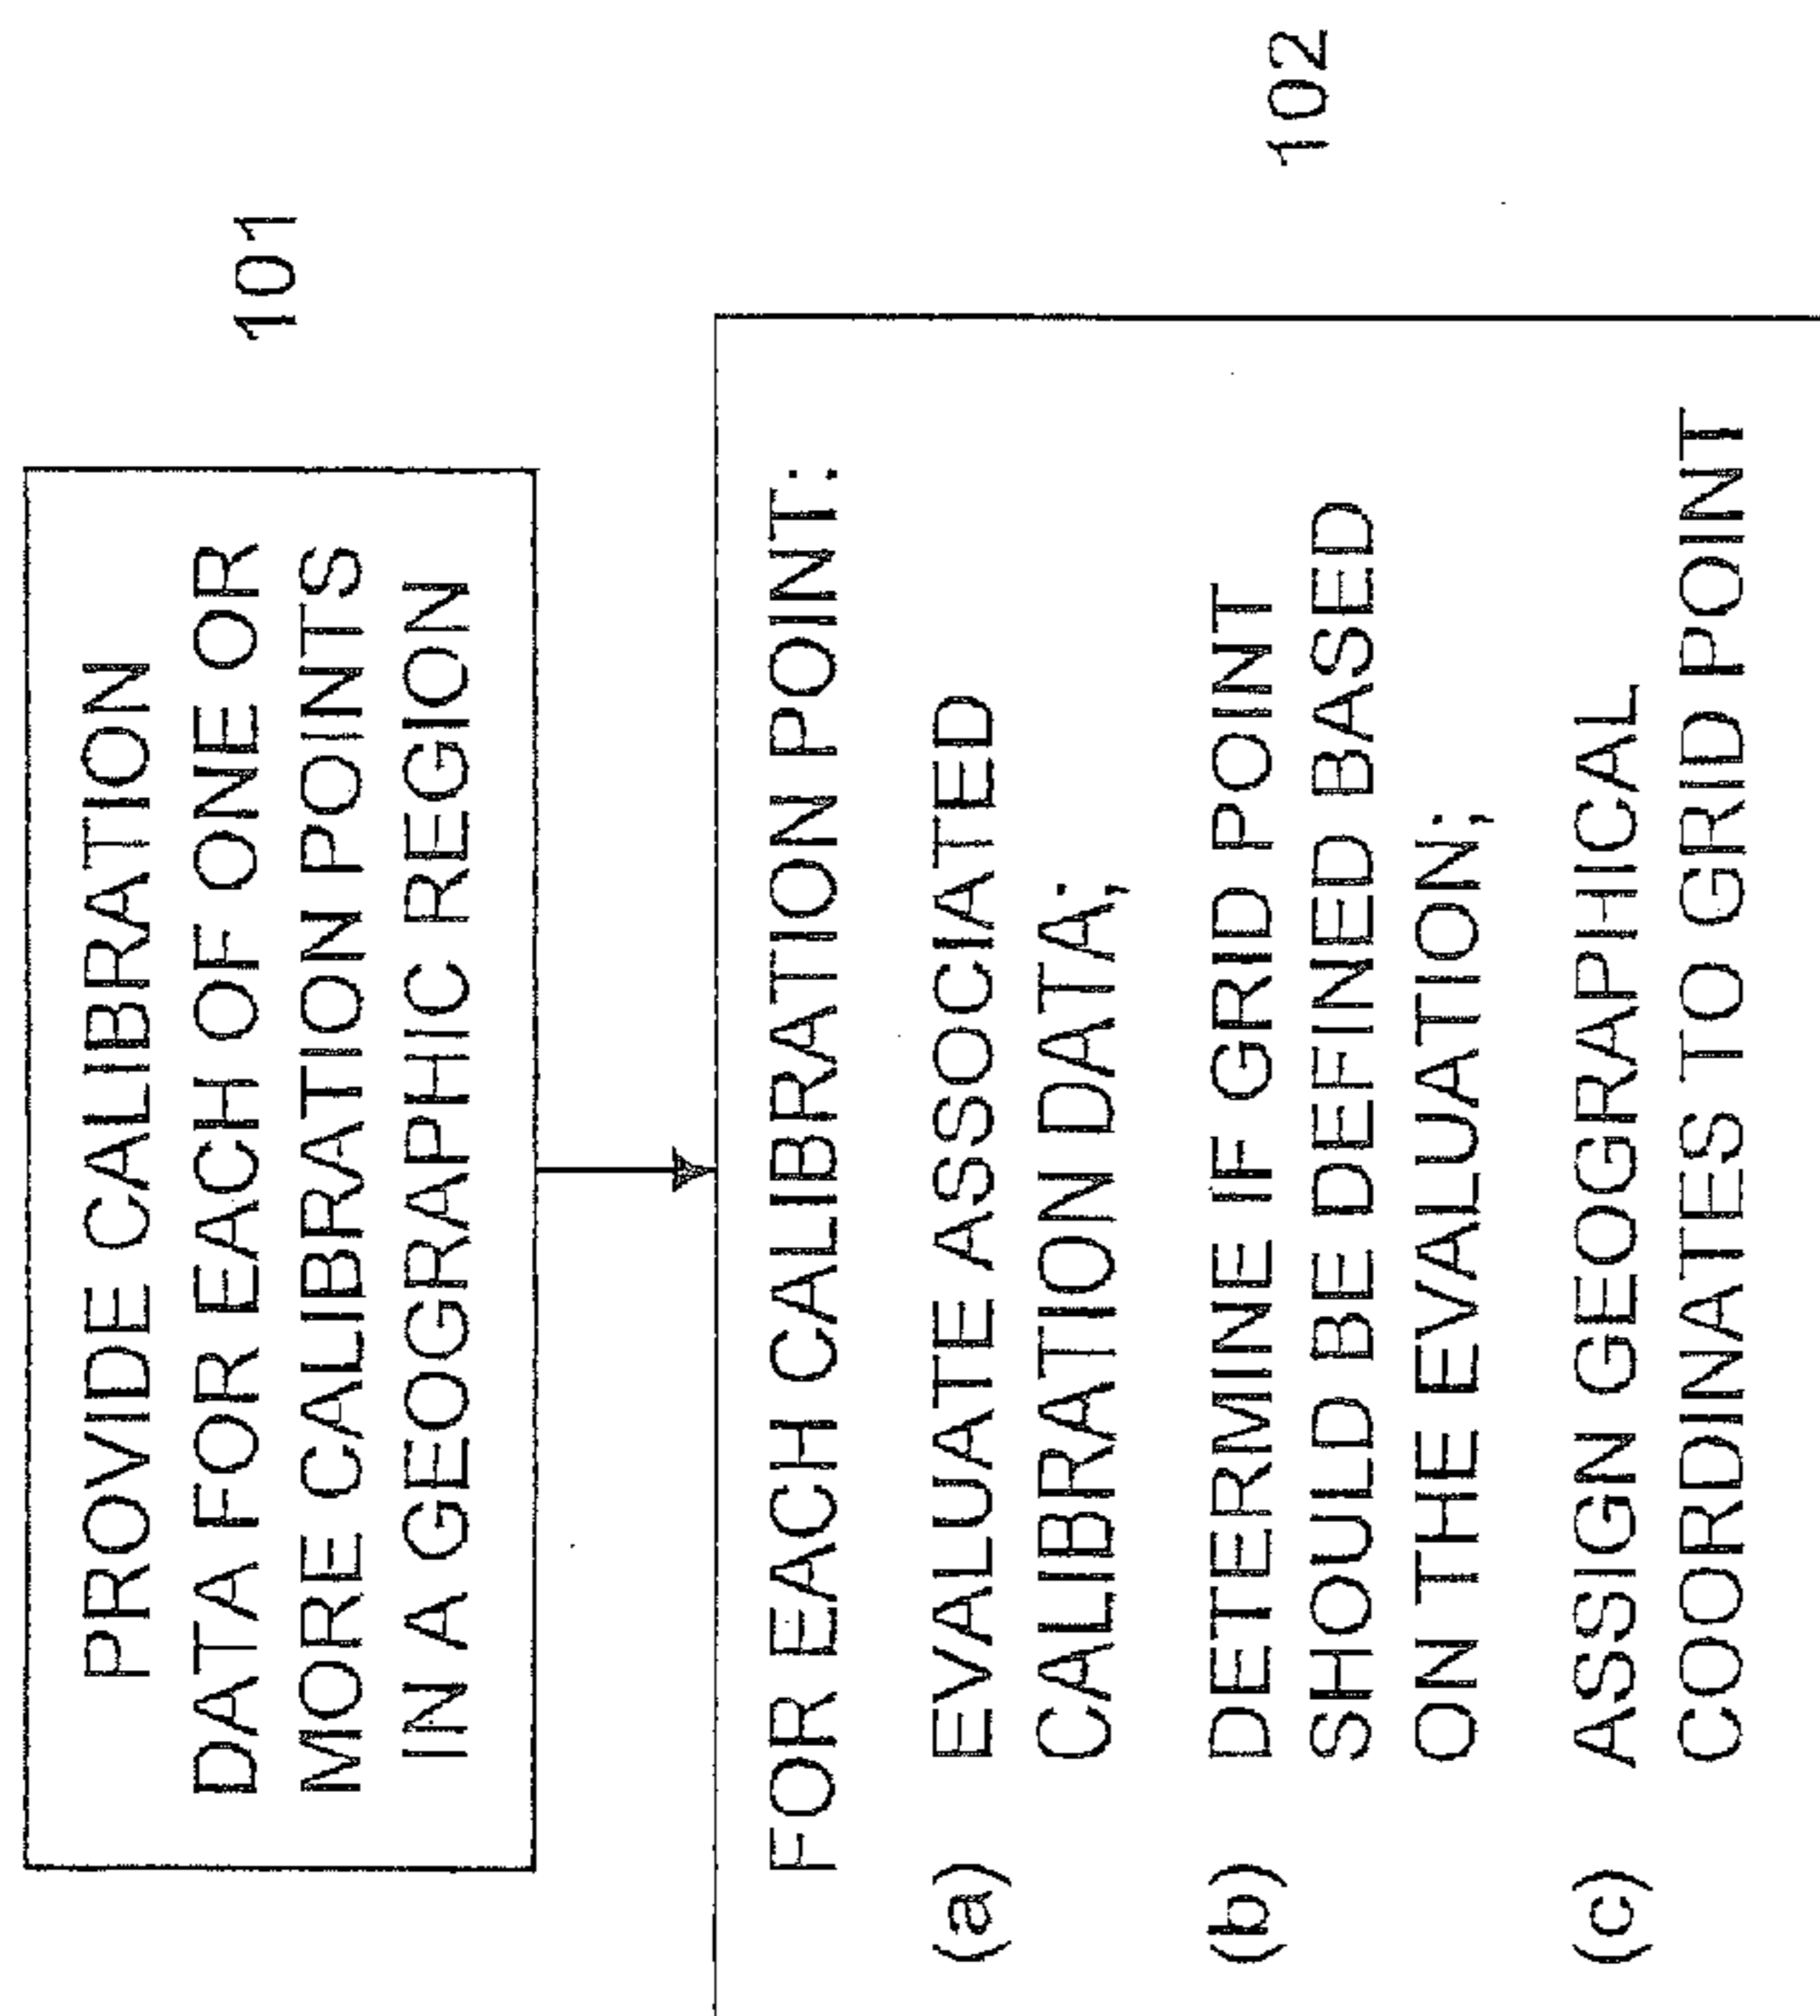 PROVIDE CALIBRATION
DATA FOR EACH OF ONE OR
MORE CALIBRATION POINTS
IN A GEOGRAPHIC REGION
101
FOR EACH CALIBRATION POINT:
(a) EVALUATE ASSOCIATED
CALIBRATION DATA;
(b) DETERMINE IF GRID POINT
SHOULD BE DEFINED BASED
ON THE EVALUATION;
(c) ASSIGN GEOGRAPHICAL
COORDINATES TO GRID POINT
102